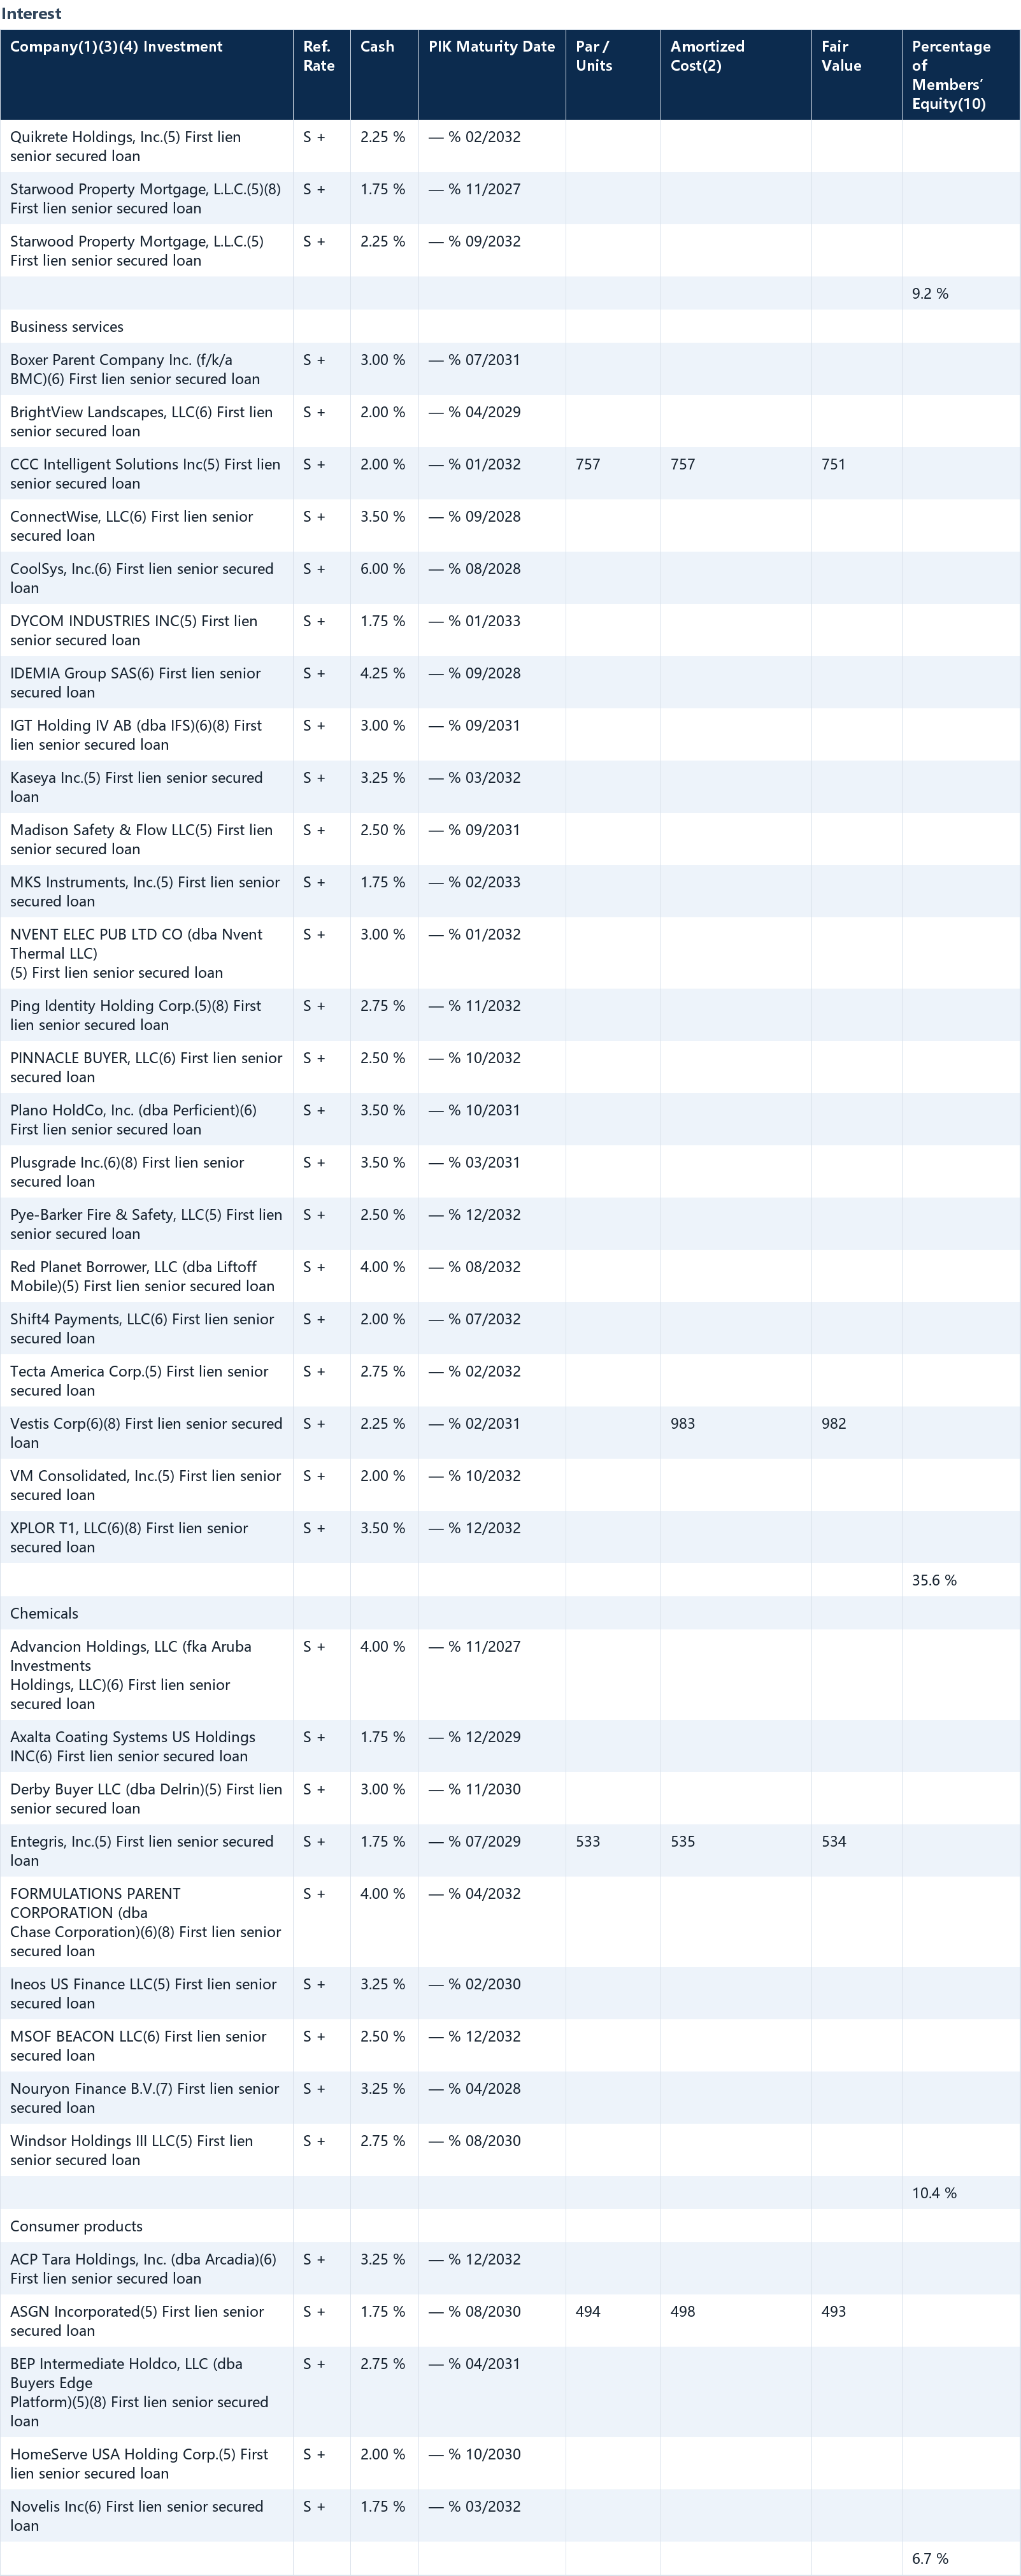 Interest
Company(1)(3)(4) Investment Ref. Rate Cash PIK Maturity Date Par / Units Amortized Cost(2) Fair Value Percentage of Members’ Equity(10)
Quikrete Holdings, Inc.(5) First lien senior secured loan S + 2.25 % — % 02/2032
Starwood Property Mortgage, L.L.C.(5)(8) First lien senior secured loan S + 1.75 % — % 11/2027
Starwood Property Mortgage, L.L.C.(5) First lien senior secured loan S + 2.25 % — % 09/2032
9.2 %
Business services
Boxer Parent Company Inc. (f/k/a BMC)(6) First lien senior secured loan S + 3.00 % — % 07/2031
BrightView Landscapes, LLC(6) First lien senior secured loan S + 2.00 % — % 04/2029
CCC Intelligent Solutions Inc(5) First lien senior secured loan S + 2.00 % — % 01/2032 757 757 751
ConnectWise, LLC(6) First lien senior secured loan S + 3.50 % — % 09/2028
CoolSys, Inc.(6) First lien senior secured loan S + 6.00 % — % 08/2028
DYCOM INDUSTRIES INC(5) First lien senior secured loan S + 1.75 % — % 01/2033
IDEMIA Group SAS(6) First lien senior secured loan S + 4.25 % — % 09/2028
IGT Holding IV AB (dba IFS)(6)(8) First lien senior secured loan S + 3.00 % — % 09/2031
Kaseya Inc.(5) First lien senior secured loan S + 3.25 % — % 03/2032
Madison Safety & Flow LLC(5) First lien senior secured loan S + 2.50 % — % 09/2031
MKS Instruments, Inc.(5) First lien senior secured loan S + 1.75 % — % 02/2033
NVENT ELEC PUB LTD CO (dba Nvent Thermal LLC) (5) First lien senior secured loan S + 3.00 % — % 01/2032
Ping Identity Holding Corp.(5)(8) First lien senior secured loan S + 2.75 % — % 11/2032
PINNACLE BUYER, LLC(6) First lien senior secured loan S + 2.50 % — % 10/2032
Plano HoldCo, Inc. (dba Perficient)(6) First lien senior secured loan S + 3.50 % — % 10/2031
Plusgrade Inc.(6)(8) First lien senior secured loan S + 3.50 % — % 03/2031
Pye-Barker Fire & Safety, LLC(5) First lien senior secured loan S + 2.50 % — % 12/2032
Red Planet Borrower, LLC (dba Liftoff Mobile)(5) First lien senior secured loan S + 4.00 % — % 08/2032
Shift4 Payments, LLC(6) First lien senior secured loan S + 2.00 % — % 07/2032
Tecta America Corp.(5) First lien senior secured loan S + 2.75 % — % 02/2032
Vestis Corp(6)(8) First lien senior secured loan S + 2.25 % — % 02/2031 983 982
VM Consolidated, Inc.(5) First lien senior secured loan S + 2.00 % — % 10/2032
XPLOR T1, LLC(6)(8) First lien senior secured loan S + 3.50 % — % 12/2032
35.6 %
Chemicals
Advancion Holdings, LLC (fka Aruba Investments Holdings, LLC)(6) First lien senior secured loan S + 4.00 % — % 11/2027
Axalta Coating Systems US Holdings INC(6) First lien senior secured loan S + 1.75 % — % 12/2029
Derby Buyer LLC (dba Delrin)(5) First lien senior secured loan S + 3.00 % — % 11/2030
Entegris, Inc.(5) First lien senior secured loan S + 1.75 % — % 07/2029 533 535 534
FORMULATIONS PARENT CORPORATION (dba Chase Corporation)(6)(8) First lien senior secured loan S + 4.00 % — % 04/2032
Ineos US Finance LLC(5) First lien senior secured loan S + 3.25 % — % 02/2030
MSOF BEACON LLC(6) First lien senior secured loan S + 2.50 % — % 12/2032
Nouryon Finance B.V.(7) First lien senior secured loan S + 3.25 % — % 04/2028
Windsor Holdings III LLC(5) First lien senior secured loan S + 2.75 % — % 08/2030
10.4 %
Consumer products
ACP Tara Holdings, Inc. (dba Arcadia)(6) First lien senior secured loan S + 3.25 % — % 12/2032
ASGN Incorporated(5) First lien senior secured loan S + 1.75 % — % 08/2030 494 498 493
BEP Intermediate Holdco, LLC (dba Buyers Edge Platform)(5)(8) First lien senior secured loan S + 2.75 % — % 04/2031
HomeServe USA Holding Corp.(5) First lien senior secured loan S + 2.00 % — % 10/2030
Novelis Inc(6) First lien senior secured loan S + 1.75 % — % 03/2032
6.7 %